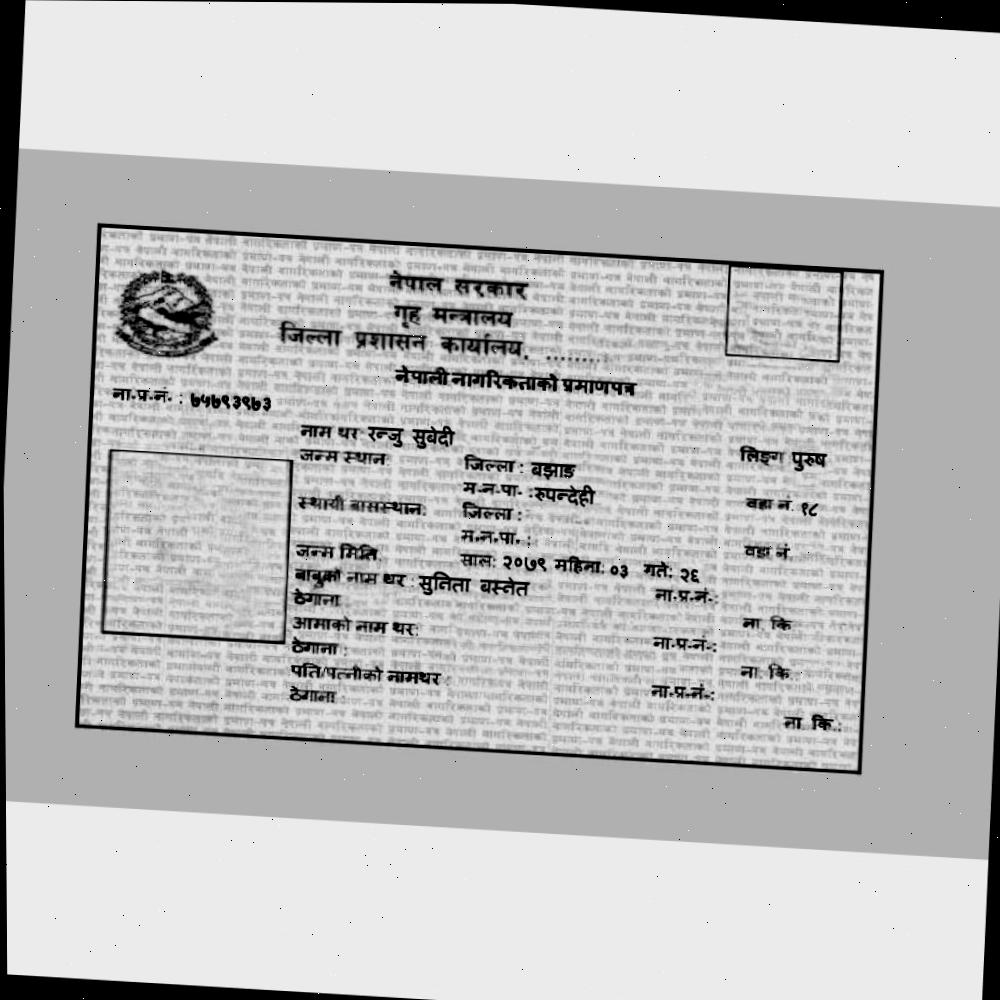 नेपाल सरकार
गृह मन्त्रालय
जिल्ला प्रशासन कार्यालय. .........
नेपाली नागरिकताको प्रमाणपत्र
ना.प्र.नं. : ७५७९३९७३
नाम थर: रन्जु सुबेदी लिङ्ग पुरुष
जन्म स्थान: जिल्ला : बझाङ
म.न.पा. : रुपन्देही वडा नं. १८
स्थायी बासस्थान: जिल्ला :
म.न.पा. : वडा नं.
जन्म मिति: साल: २०७९ महिना: ०३ गते: २६
बाबुको नाम थर : सुनिता बस्नेत ना.प्र.नं.:
ठेगाना : ना. कि.:
आमाको नाम थर: ना.प्र.नं.:
ठेगाना : ना. कि.:
पति/पत्नीको नामथर : ना.प्र.नं.:
ठेगाना : ना. कि.: